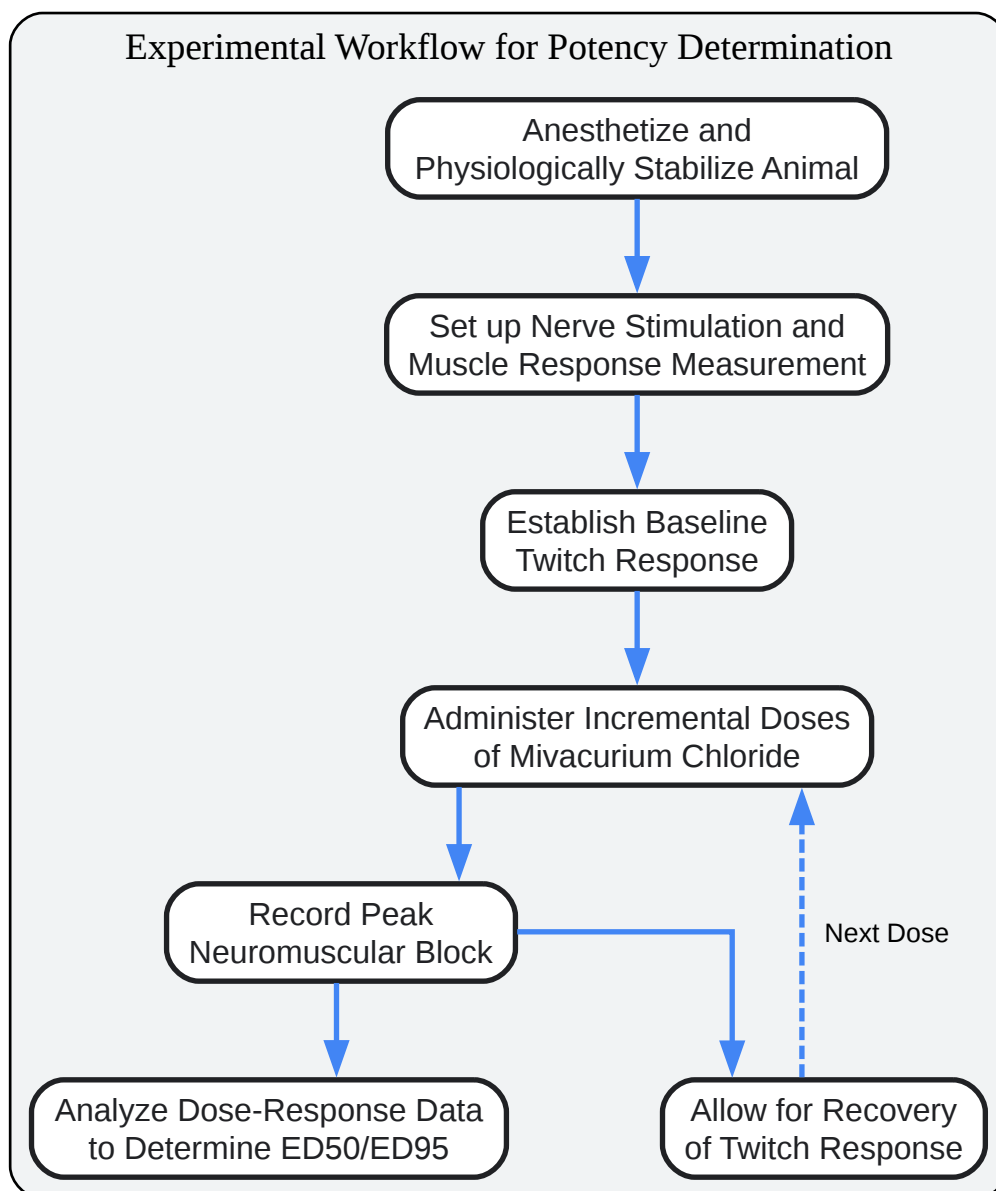 Experimental Workflow for Potency Determination
Anesthetize and
Physiologically Stabilize Animal
Set up Nerve Stimulation and
Muscle Response Measurement
Establish Baseline
Twitch Response
Administer Incremental Doses
of Mivacurium Chloride
Record Peak
Neuromuscular Block
Next Dose
Analyze Dose-Response Data
to Determine ED50/ED95
Allow for Recovery
of Twitch Response